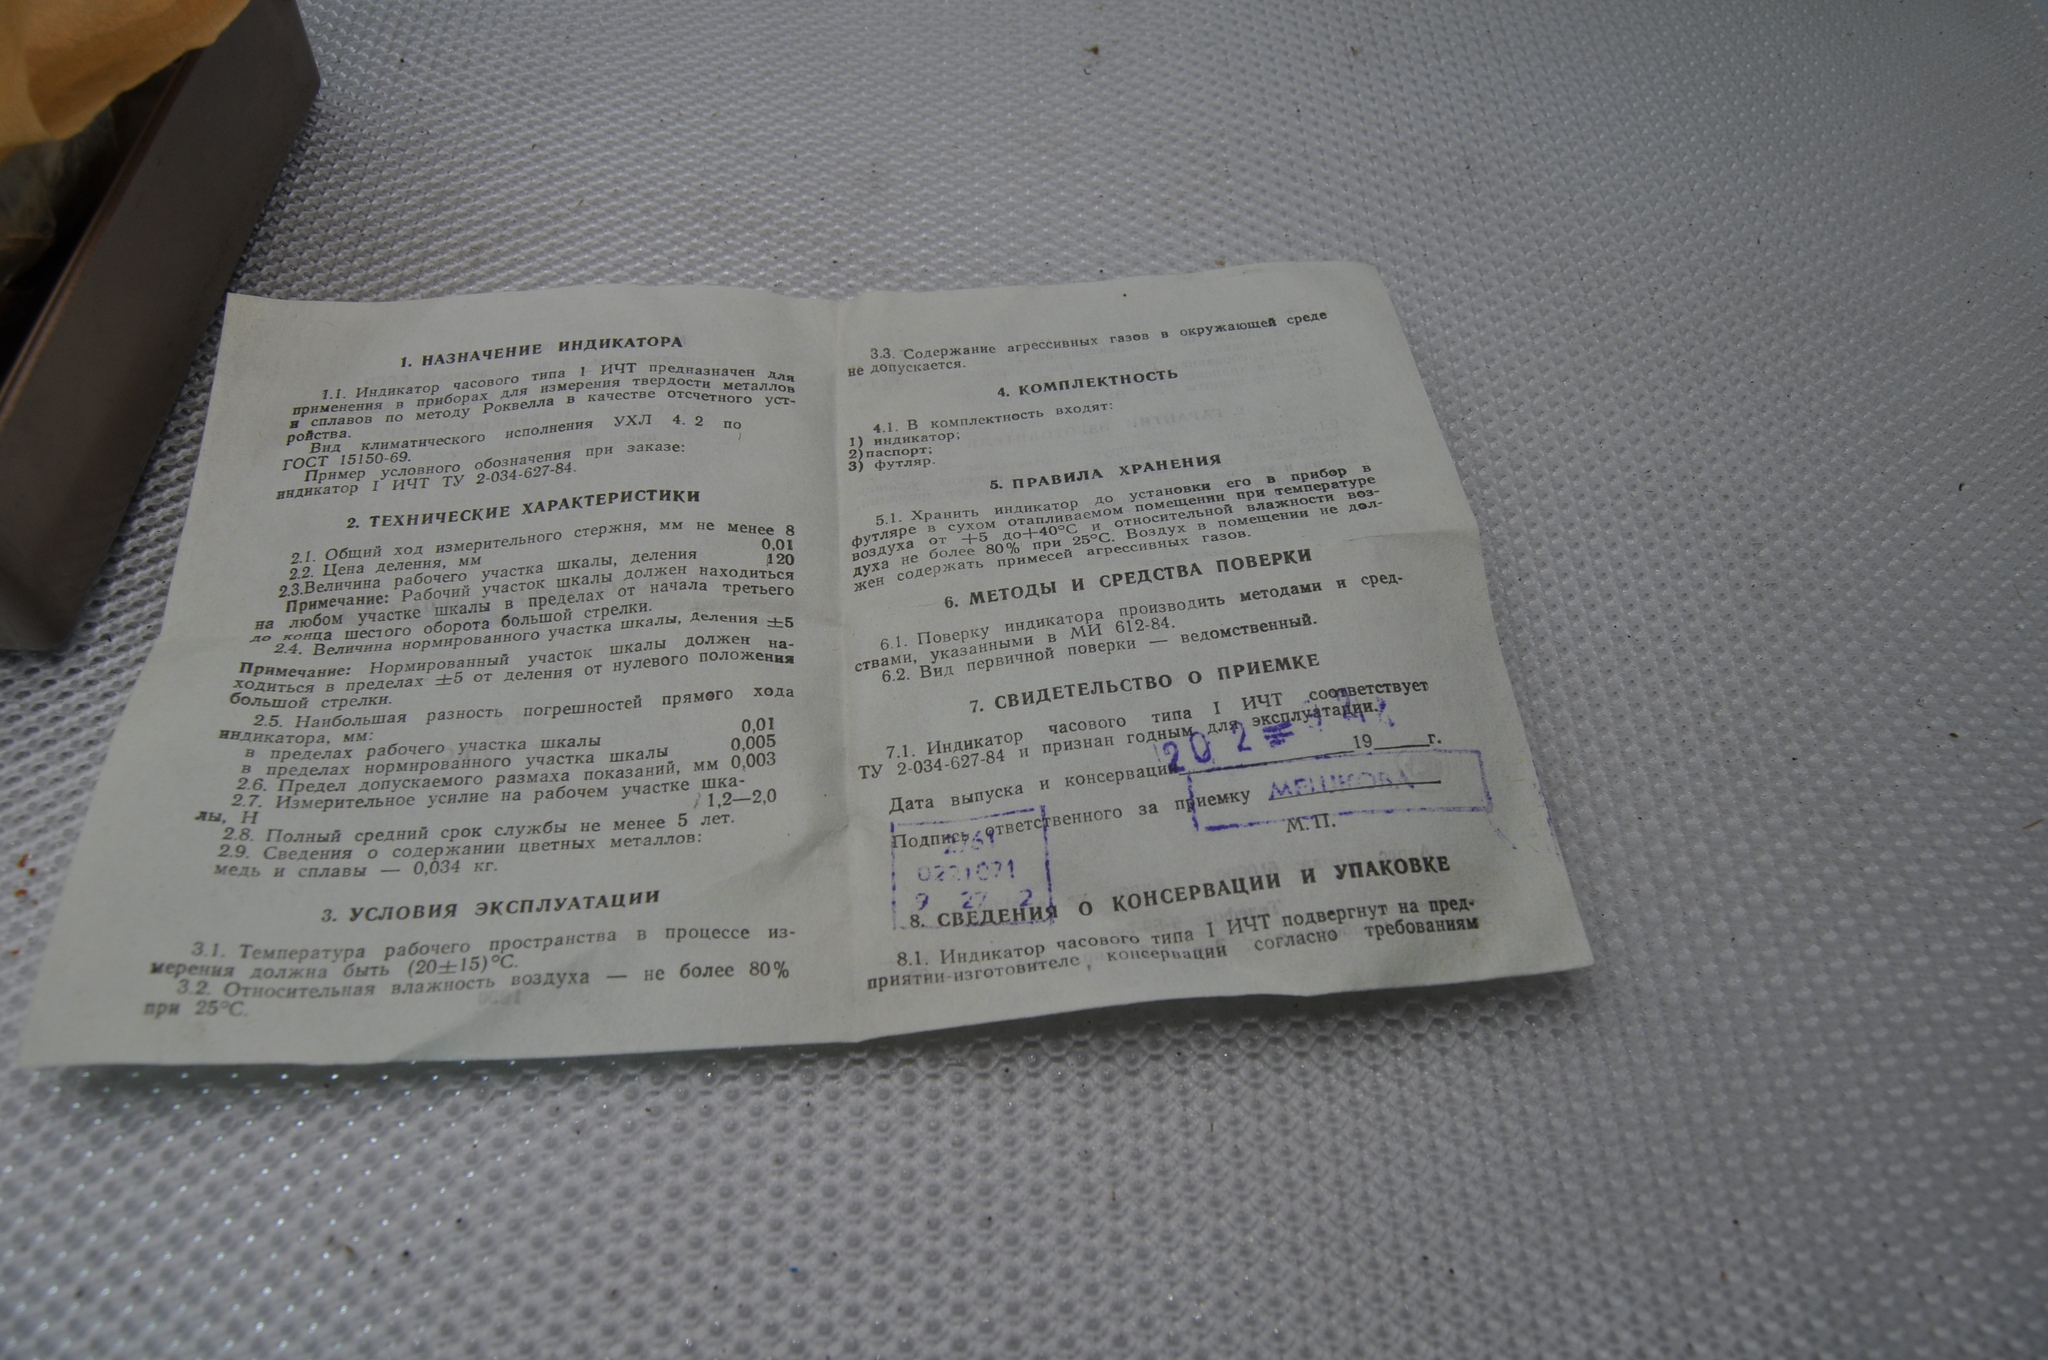 1. НАЗНАЧЕНИЕ ИНДИКАТОРА
1.1. Индикатор часового типа 1 ИЧТ предназначен для
применения в приборах для измерения твердости металлов
и сплавов по методу Роквелла в качестве отсчетного уст-
ройства.
Вид климатического исполнения УХЛ 4. 2 по
ГОСТ 15150-69.
Пример условного обозначения при заказе:
индикатор I ИЧТ ТУ 2-034-627-84.
2. ТЕХНИЧЕСКИЕ ХАРАКТЕРИСТИКИ
2.1. Общий ход измерительного стержня, мм не менее 8
2.2. Цена деления, мм 0,01
2.3.Величина рабочего участка шкалы, деления 120
Примечание: Рабочий участок шкалы должен находиться
на любом участке шкалы в пределах от начала третьего
до конца шестого оборота большой стрелки.
2.4. Величина нормированного участка шкалы, деления ±5
Примечание: Нормированный участок шкалы должен на-
ходиться в пределах ±5 от деления от нулевого положения
большой стрелки.
2.5. Наибольшая разность погрешностей прямого хода
индикатора, мм:
в пределах рабочего участка шкалы 0,01
в пределах нормированного участка шкалы 0,005
2.6. Предел допускаемого размаха показаний, мм 0,003
2.7. Измерительное усилие на рабочем участке шка-
лы, Н 1,2—2,0
2.8. Полный средний срок службы не менее 5 лет.
2.9. Сведения о содержании цветных металлов:
медь и сплавы — 0,034 кг.
3. УСЛОВИЯ ЭКСПЛУАТАЦИИ
3.1. Температура рабочего пространства в процессе из-
мерения должна быть (20±15)°С.
3.2. Относительная влажность воздуха — не более 80%
при 25°С.
3.3. Содержание агрессивных газов в окружающей среде
не допускается.
4. КОМПЛЕКТНОСТЬ
4.1. В комплектность входят:
1) индикатор;
2)паспорт;
3) футляр.
5. ПРАВИЛА ХРАНЕНИЯ
5.1. Хранить индикатор до установки его в прибор в
футляре в сухом отапливаемом помещении при температуре
воздуха от +5 до+40°С и относительной влажности воз-
духа не более 80% при 25°С. Воздух в помещении не дол-
жен содержать примесей агрессивных газов.
6. МЕТОДЫ И СРЕДСТВА ПОВЕРКИ
6.1. Поверку индикатора производить методами и сред-
ствами, указанными в МИ 612-84.
6.2. Вид первичной поверки — ведомственный.
7. СВИДЕТЕЛЬСТВО О ПРИЕМКЕ
7.1. Индикатор часового типа I ИЧТ соответствует
ТУ 2-034-627-84 и признан годным для эксплуатации.
Дата выпуска и консервации 19 г.
Подпись ответственного за приемку МЕШКОВА
М.П.
8. СВЕДЕНИЯ О КОНСЕРВАЦИИ И УПАКОВКЕ
8.1. Индикатор часового типа I ИЧТ подвергнут на пред-
приятии-изготовителе, консервации согласно требованиям